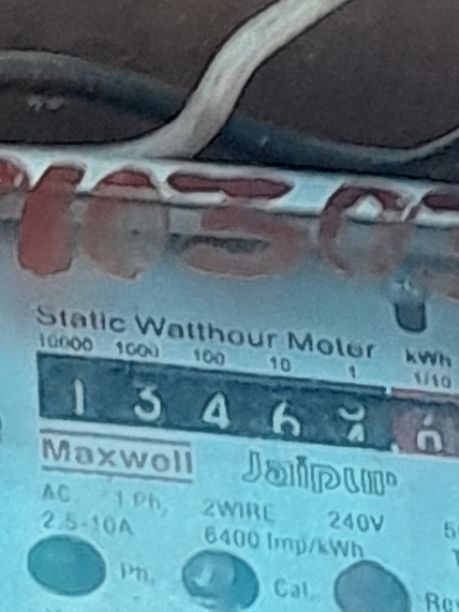 10303
Static Watthour Meter
10000 1000 100 10 1 kWh 1/10
1 3 4 6
Maxwell Jaipur
AC 1 Ph, 2WIRE 240V
2.5-10A 6400 Imp/kWh
Ph. Cal.